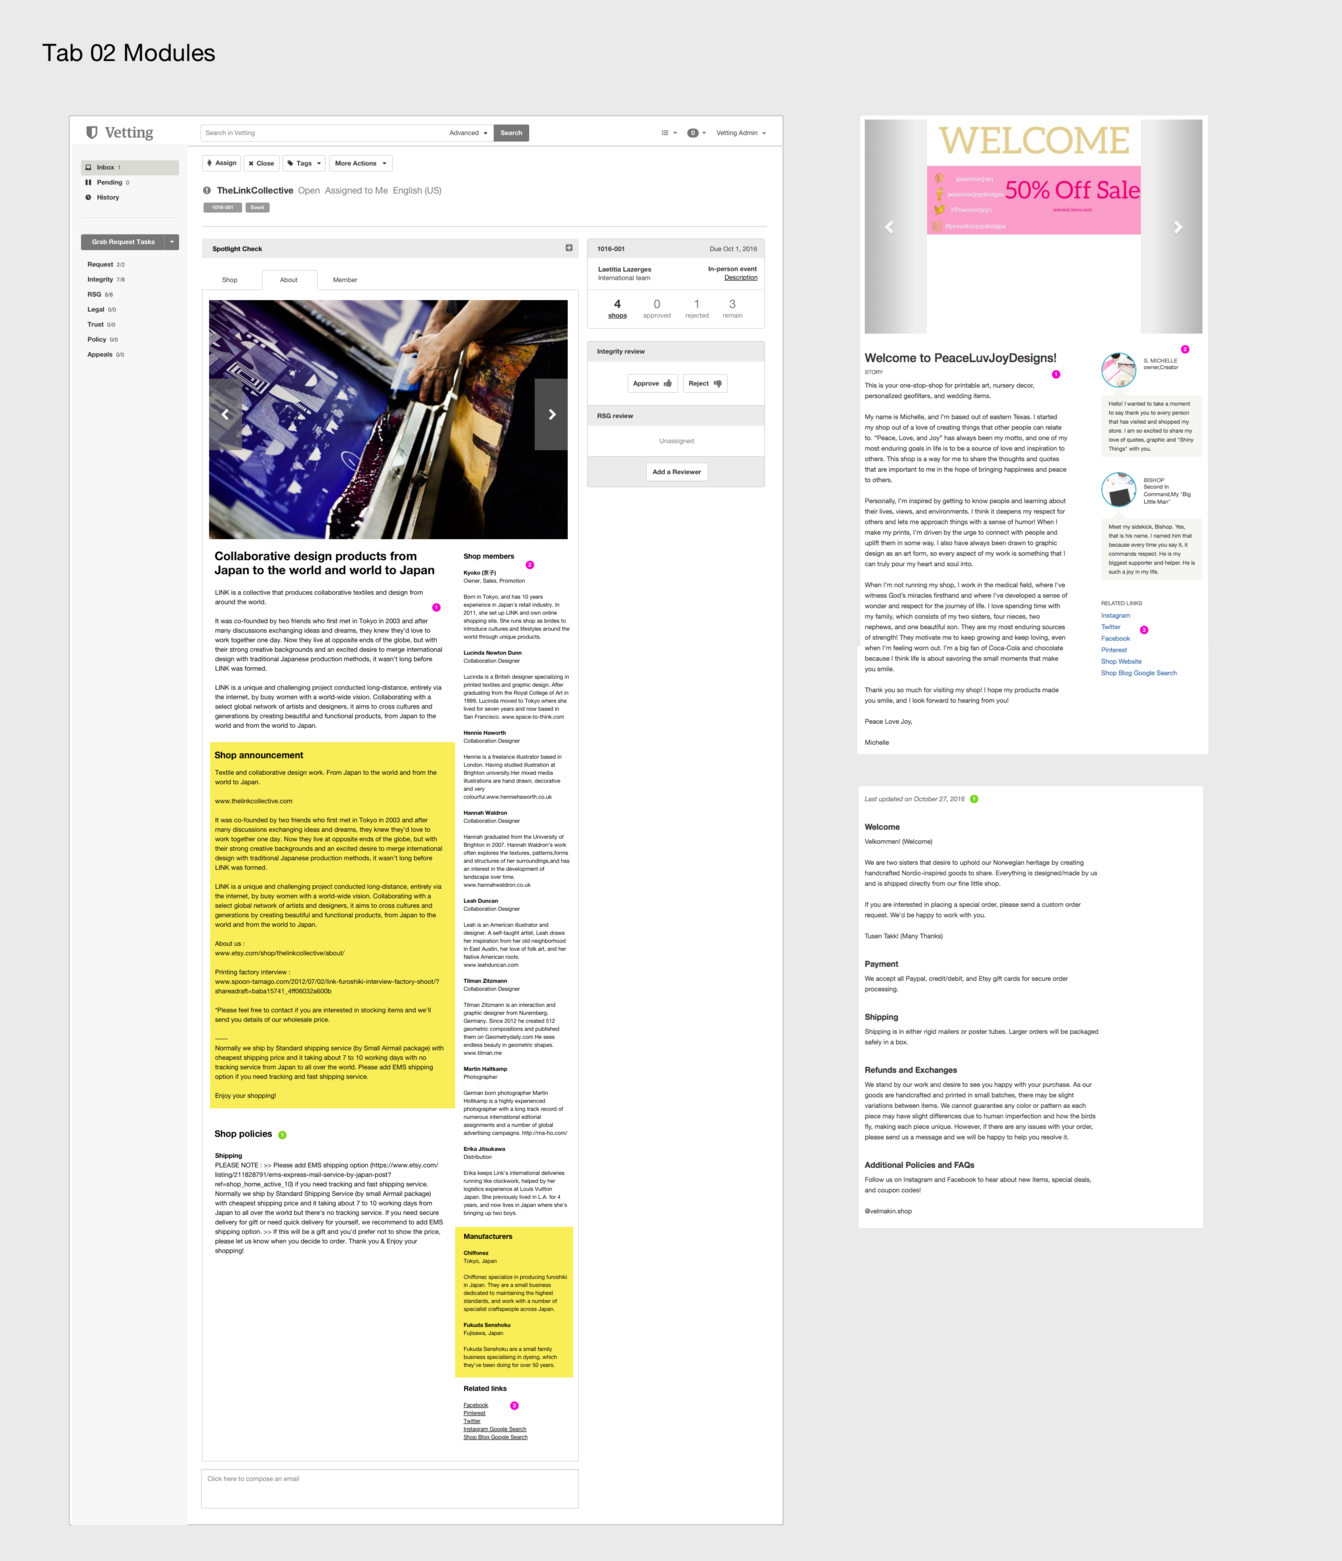 Tab 02 Modules
Vetting
Search in Vetting
Advanced
Search
0
Vetting Admin
Inbox 1
Pending 0
History
Grab Request Tasks
Request 2/2
Integrity 7/8
RSG 8/8
Legal 0/0
Trust 0/0
Policy 0/0
Appeals 0/0
Assign
Close
Tags
More Actions
TheLinkCollective Open Assigned to Me English (US)
1016-001
Event
Spotlight Check
Shop
About
Member
Collaborative design products from
Japan to the world and world to Japan
LINK is a collective that produces collaborative textiles and design from
around the world.
1
It was co-founded by two friends who first met in Tokyo in 2003 and after
many discussions exchanging ideas and dreams, they knew they'd love to
work together one day. Now they live at opposite ends of the globe, but with
their strong creative backgrounds and an excited desire to merge international
design with traditional Japanese production methods, it wasn't long before
LINK was formed.
LINK is a unique and challenging project conducted long-distance, entirely via
the internet, by busy women with a world-wide vision. Collaborating with a
select global network of artists and designers, it aims to cross cultures and
generations by creating beautiful and functional products, from Japan to the
world and from the world to Japan.
Shop announcement
Textile and collaborative design work. From Japan to the world and from the
world to Japan.
www.thelinkcollective.com
It was co-founded by two friends who first met in Tokyo in 2003 and after
many discussions exchanging ideas and dreams, they knew they'd love to
work together one day. Now they live at opposite ends of the globe, but with
their strong creative backgrounds and an excited desire to merge international
design with traditional Japanese production methods, it wasn't long before
LINK was formed.
LINK is a unique and challenging project conducted long-distance, entirely via
the internet, by busy women with a world-wide vision. Collaborating with a
select global network of artists and designers, it aims to cross cultures and
generations by creating beautiful and functional products, from Japan to the
world and from the world to Japan.
About us :
www.etsy.com/shop/thelinkcollective/about/
Printing factory interview :
www.spoon-tamago.com/2012/07/02/link-furoshiki-interview-factory-shoot/?
shareadraft=baba15741_4ff06032a600b
*Please feel free to contact if you are interested in stocking items and we'll
send you details of our wholesale price.
-----
Normally we ship by Standard shipping service (by Small Airmail package) with
cheapest shipping price and it taking about 7 to 10 working days with no
tracking service from Japan to all over the world. Please add EMS shipping
option if you need tracking and fast shipping service.
Enjoy your shopping!
Shop policies 1
Shipping
PLEASE NOTE : >> Please add EMS shipping option (https://www.etsy.com/
listing/211828791/ems-express-mail-service-by-japan-post?
ref=shop_home_active_10) if you need tracking and fast shipping service.
Normally we ship by Standard Shipping Service (by small Airmail package)
with cheapest shipping price and it taking about 7 to 10 working days from
Japan to all over the world but there's no tracking service. If you need secure
delivery for gift or need quick delivery for yourself, we recommend to add EMS
shipping option. >> If this will be a gift and you'd prefer not to show the price,
please let us know when you decide to order. Thank you & Enjoy your
shopping!
Shop members
2
Kyoko (京子)
Owner, Sales, Promotion
Born in Tokyo, and has 10 years
experience in Japan's retail industry. In
2011, she set up LINK and own online
shopping site. She runs shop as brides to
introduce cultures and lifestyles around the
world through unique products.
Lucinda Newton Dunn
Collaboration Designer
Lucinda is a British designer specializing in
printed textiles and graphic design. After
graduating from the Royal College of Art in
1999, Lucinda moved to Tokyo where she
lived for seven years and now based in
San Francisco. www.space-to-think.com
Hennie Haworth
Collaboration Designer
Hennie is a freelance illustrator based in
London. Having studied illustration at
Brighton university.Her mixed media
illustrations are hand drawn, decorative
and very
colourful.www.henniehaworth.co.uk
Hannah Waldron
Collaboration Designer
Hannah graduated from the University of
Brighton in 2007. Hannah Waldron's work
often explores the textures, patterns,forms
and structures of her surroundings,and has
an interest in the development of
landscape over time.
www.hannahwaldron.co.uk
Leah Duncan
Collaboration Designer
Leah is an American illustrator and
designer. A self-taught artist, Leah draws
her inspiration from her old neighborhood
in East Austin, her love of folk art, and her
Native American roots.
www.leahduncan.com
Tilman Zitzmann
Collaboration Designer
Tilman Zitzmann is an interaction and
graphic designer from Nuremberg,
Germany. Since 2012 he created 512
geometric compositions and published
them on Geometrydaily.com He sees
endless beauty in geometric shapes.
www.tilman.me
Martin Haltkamp
Photographer
German born photographer Martin
Holtkamp is a highly experienced
photographer with a long track record of
numerous international editorial
assignments and a number of global
advertising campaigns. http://ma-ho.com/
Erika Jitsukawa
Distribution
Erika keeps Link's international deliveries
running like clockwork, helped by her
logistics experience at Louis Vuitton
Japan. She previously lived in L.A. for 4
years, and now lives in Japan where she's
bringing up two boys.
Manufacturers
Chiffonez
Tokyo, Japan
Chiffonez specialize in producing furoshiki
in Japan. They are a small business
dedicated to maintaining the highest
standards, and work with a number of
specialist craftspeople across Japan.
Fukuda Senshoku
Fujisawa, Japan
Fukuda Senshoku are a small family
business specialising in dyeing, which
they've been doing for over 50 years.
Related links
Facebook
3
Pinterest
Twitter
Instagram Google Search
Shop Blog Google Search
Click here to compose an email
1016-001
Due Oct 1, 2016
Laetitia Lazerges
International team
In-person event
Description
4 shops
0 approved
1 rejected
3 remain
Integrity review
Approve
Reject
RSG review
Unassigned
Add a Reviewer
WELCOME
peaceluvjoys
peaceluvjoydesigns
@Peaceluvjoys
@peaceluvjoydesigns
50% Off Sale
selected items only
Welcome to PeaceLuvJoyDesigns!
STORY
1
This is your one-stop-shop for printable art, nursery decor,
personalized geofilters, and wedding items.
My name is Michelle, and I'm based out of eastern Texas. I started
my shop out of a love of creating things that other people can relate
to. "Peace, Love, and Joy" has always been my motto, and one of my
most enduring goals in life is to be a source of love and inspiration to
others. This shop is a way for me to share the thoughts and quotes
that are important to me in the hope of bringing happiness and peace
to others.
Personally, I'm inspired by getting to know people and learning about
their lives, views, and environments. I think it deepens my respect for
others and lets me approach things with a sense of humor! When I
make my prints, I'm driven by the urge to connect with people and
uplift them in some way. I also have always been drawn to graphic
design as an art form, so every aspect of my work is something that I
can truly pour my heart and soul into.
When I'm not running my shop, I work in the medical field, where I've
witness God's miracles firsthand and where I've developed a sense of
wonder and respect for the journey of life. I love spending time with
my family, which consists of my two sisters, four nieces, two
nephews, and one beautiful son. They are my most enduring sources
of strength! They motivate me to keep growing and keep loving, even
when I'm feeling worn out. I'm a big fan of Coca-Cola and chocolate
because I think life is about savoring the small moments that make
you smile.
Thank you so much for visiting my shop! I hope my products made
you smile, and I look forward to hearing from you!
Peace Love Joy,
Michelle
2
S. MICHELLE
owner,Creator
Hello! I wanted to take a moment
to say thank you to every person
that has visited and shopped my
store. I am so excited to share my
love of quotes, graphic and "Shiny
Things" with you.
BISHOP
Second In
Command,My "Big
Little Man"
Meet my sidekick, Bishop. Yes,
that is his name. I named him that
because every time you say it, it
commands respect. He is my
biggest supporter and helper. He is
such a joy in my life.
RELATED LINKS
Instagram
Twitter
3
Facebook
Pinterest
Shop Website
Shop Blog Google Search
Last updated on October 27, 2016 1
Welcome
Velkommen! (Welcome)
We are two sisters that desire to uphold our Norwegian heritage by creating
handcrafted Nordic-inspired goods to share. Everything is designed/made by us
and is shipped directly from our fine little shop.
If you are interested in placing a special order, please send a custom order
request. We'd be happy to work with you.
Tusen Takk! (Many Thanks)
Payment
We accept all Paypal, credit/debit, and Etsy gift cards for secure order
processing.
Shipping
Shipping is in either rigid mailers or poster tubes. Larger orders will be packaged
safely in a box.
Refunds and Exchanges
We stand by our work and desire to see you happy with your purchase. As our
goods are handcrafted and printed in small batches, there may be slight
variations between items. We cannot guarantee any color or pattern as each
piece may have slight differences due to human imperfection and how the birds
fly, making each piece unique. However, if there are any issues with your order,
please send us a message and we will be happy to help you resolve it.
Additional Policies and FAQs
Follow us on Instagram and Facebook to hear about new items, special deals,
and coupon codes!
@velmakin.shop